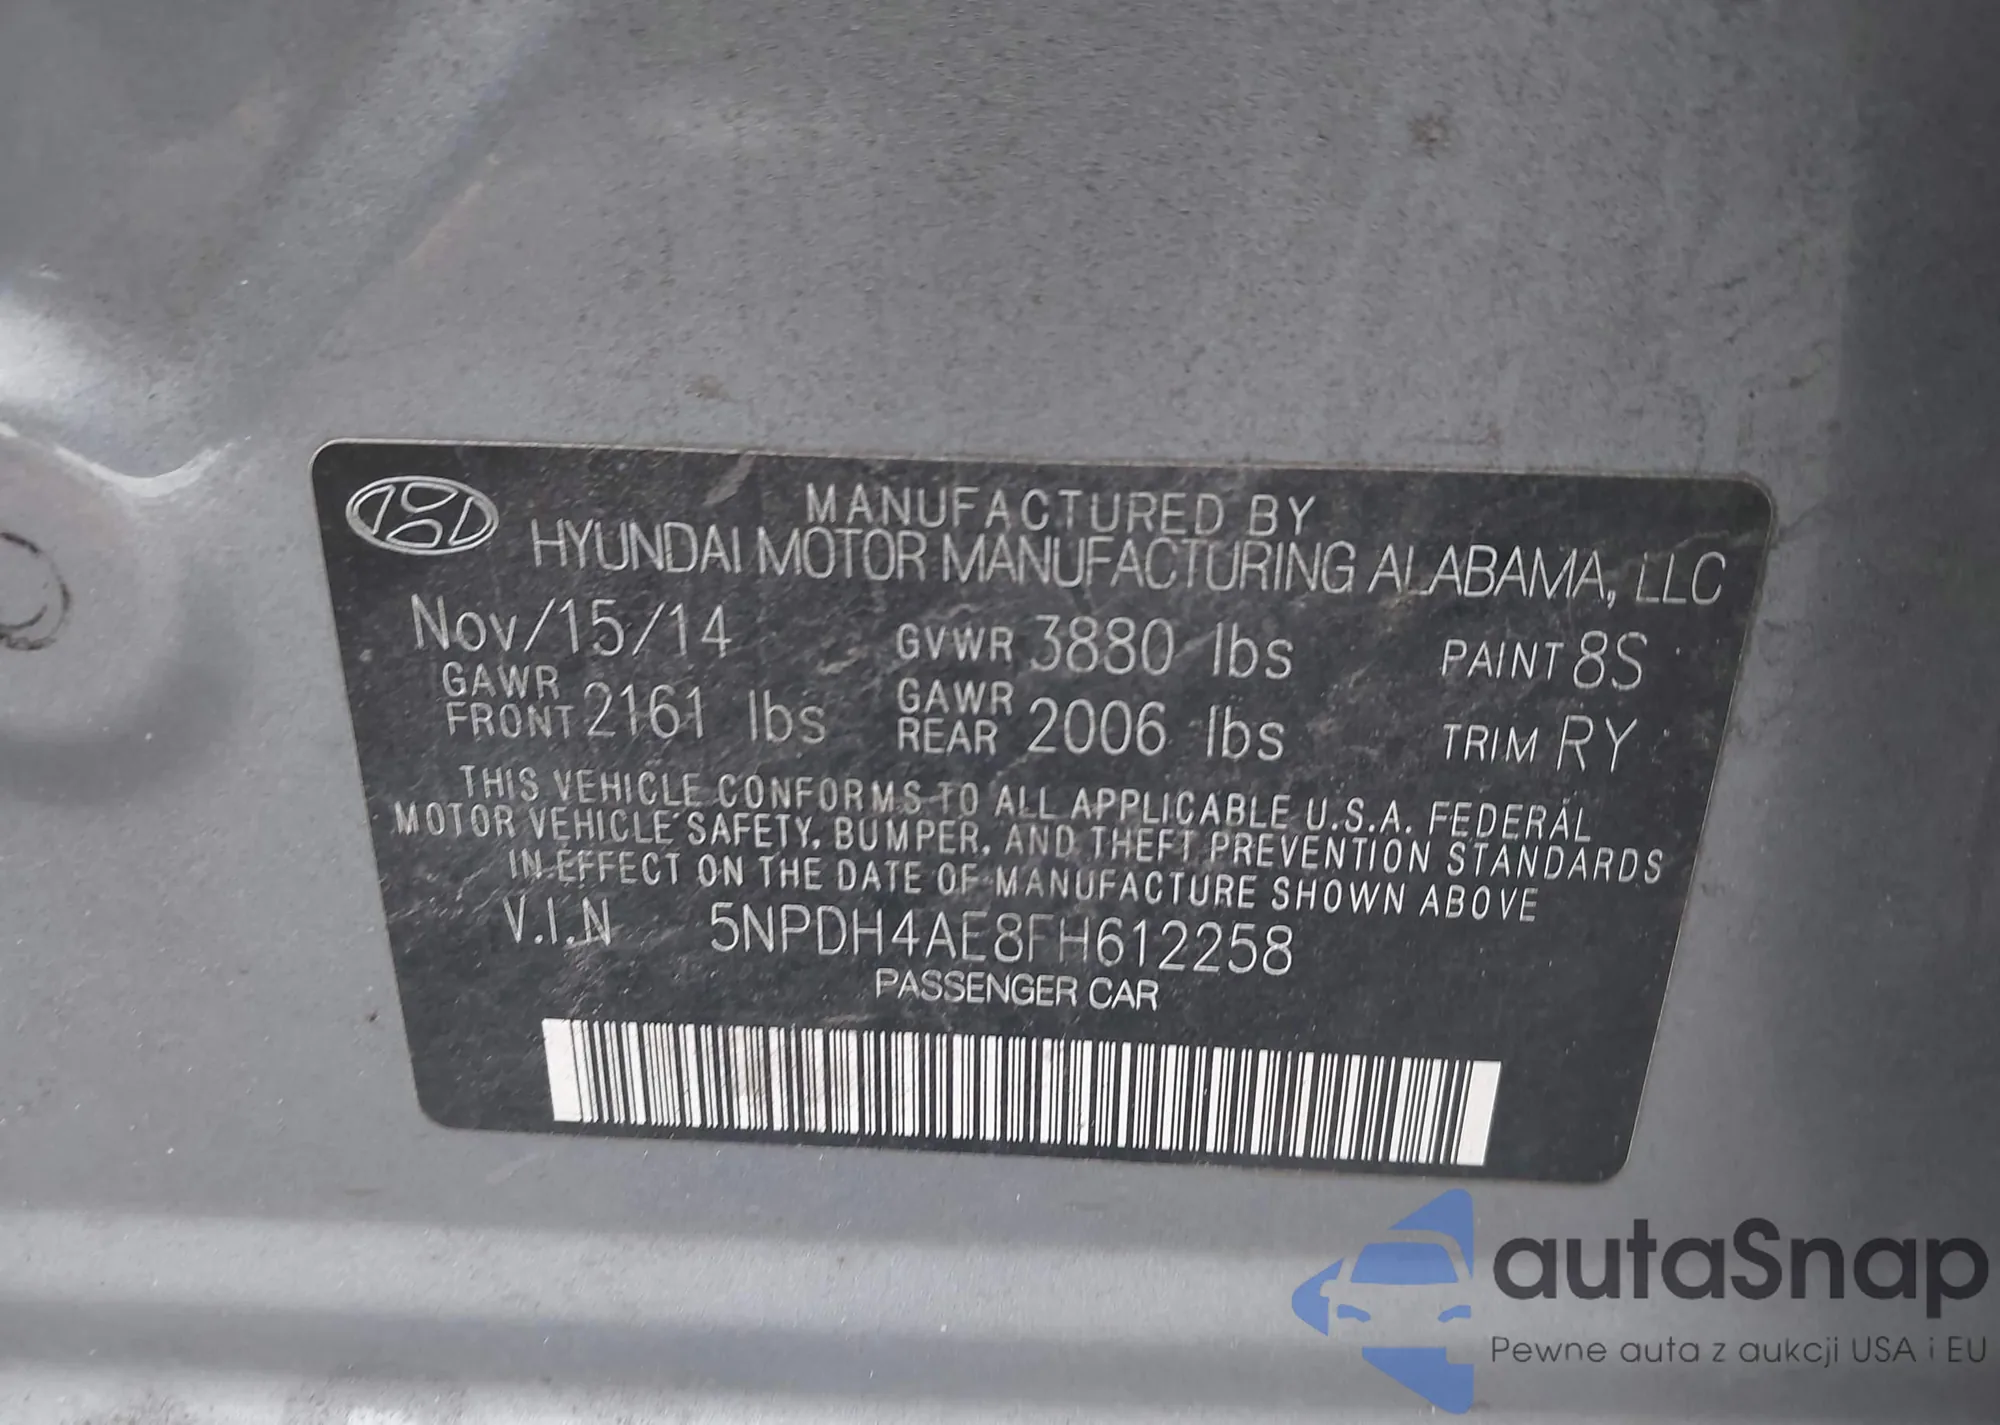 MANUFACTURED BY
HYUNDAI MOTOR MANUFACTURING ALABAMA, LLC
Nov/15/14 GVWR 3880 lbs PAINT 8S
GAWR FRONT 2161 lbs GAWR REAR 2006 lbs TRIM RY
THIS VEHICLE CONFORMS TO ALL APPLICABLE U.S.A. FEDERAL
MOTOR VEHICLE SAFETY, BUMPER, AND THEFT PREVENTION STANDARDS
IN EFFECT ON THE DATE OF MANUFACTURE SHOWN ABOVE
V.I.N 5NPDH4AE8FH612258
PASSENGER CAR
autaSnap
Pewne auta z aukcji USA i EU